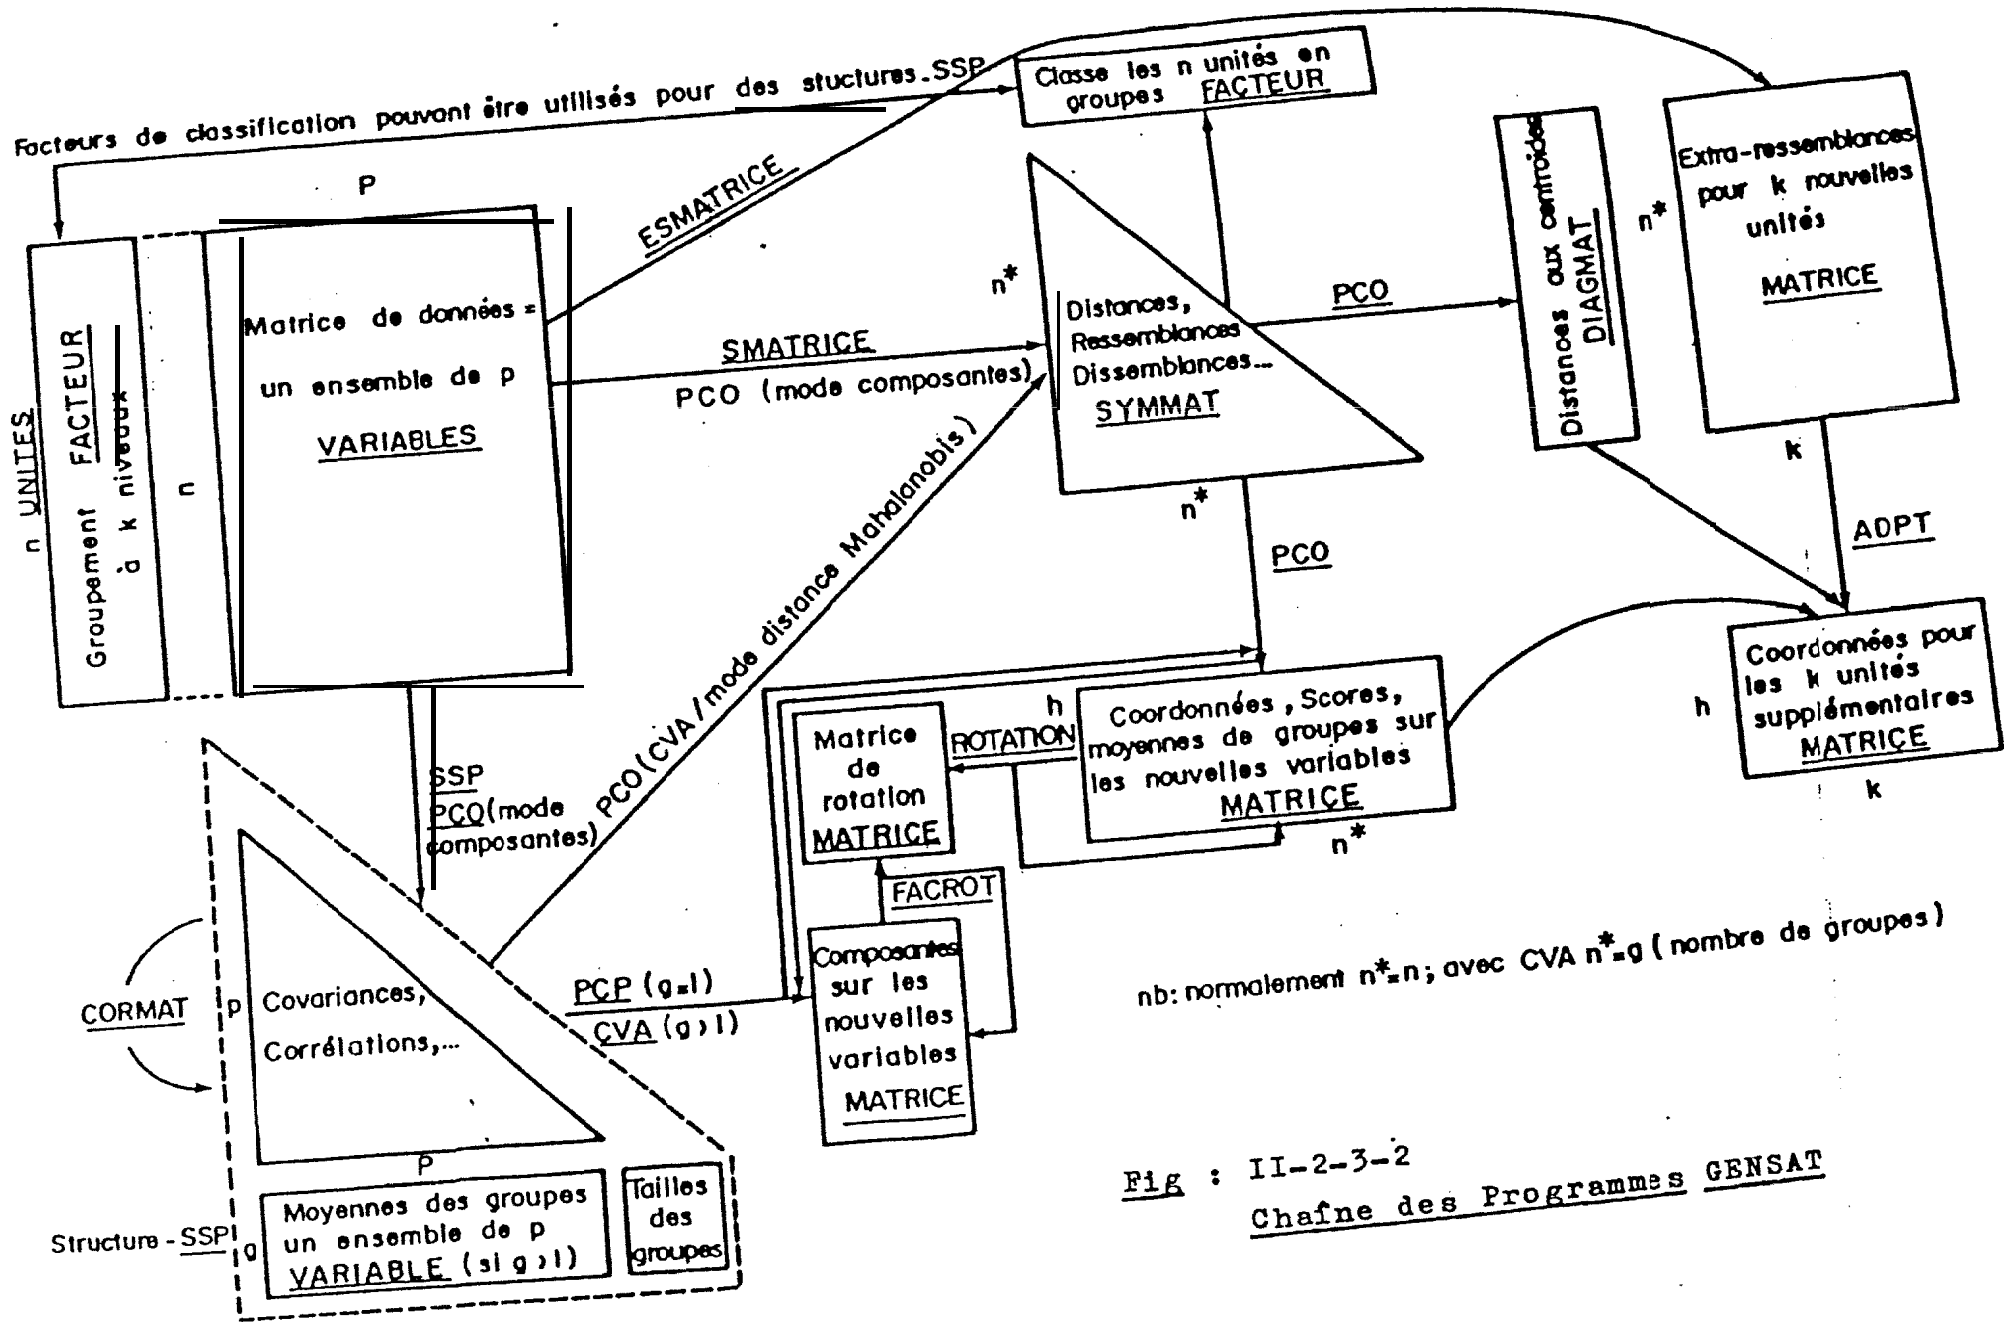 Facteurs de classification pouvant être utilisés pour des stuctures-SSP
Classe les n unités en
groupes FACTEUR
P
ESMATRICE
n UNITES
Groupement FACTEUR
à k niveaux
n
Matrice de données =
un ensemble de p
VARIABLES
SMATRICE
PCO (mode composantes)
n*
Distances,
Ressemblances
Dissemblances...
SYMMAT
n*
PCO
Distances aux centroides
DIAGMAT
n*
Extra-ressemblances
pour k nouvelles
unités
MATRICE
k
ADPT
PCO
PCO (CVA / mode distance Mahalanobis)
SSP
PCO (mode
composantes)
h
Coordonnées, Scores,
moyennes de groupes sur
les nouvelles variables
MATRICE
n*
ROTATION
Matrice
de
rotation
MATRICE
FACROT
h
Coordonnées pour
les k unités
supplémentaires
MATRICE
k
Composantes
sur les
nouvelles
variables
MATRICE
PCP (g=1)
CVA (g>1)
CORMAT
p
Covariances,
Corrélations,...
P
Structure-SSP
g
Moyennes des groupes
un ensemble de p
VARIABLE (si g>1)
Tailles
des
groupes
nb: normalement n*=n; avec CVA n*=g (nombre de groupes)
Fig : II-2-3-2
Chaîne des Programmes GENSAT